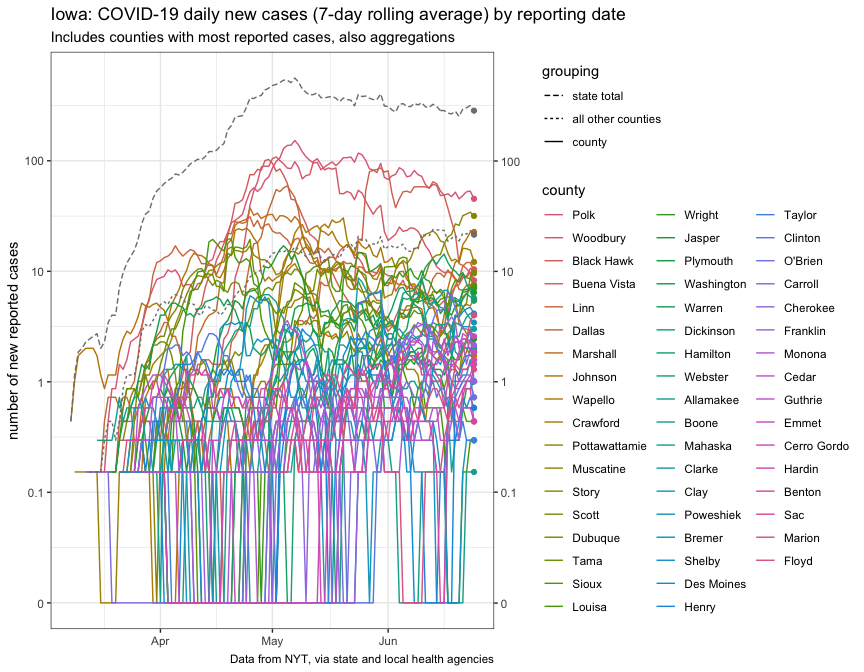 Iowa: COVID-19 daily new cases (7-day rolling average) by reporting date
Includes counties with most reported cases, also aggregations
number of new reported cases
100
10
1
0.1
0
100
10
1
0.1
0
Apr May Jun
Data from NYT, via state and local health agencies
grouping
state total
all other counties
county
county
Polk
Woodbury
Black Hawk
Buena Vista
Linn
Dallas
Marshall
Johnson
Wapello
Crawford
Pottawattamie
Muscatine
Story
Scott
Dubuque
Tama
Sioux
Louisa
Wright
Jasper
Plymouth
Washington
Warren
Dickinson
Hamilton
Webster
Allamakee
Boone
Mahaska
Clarke
Clay
Poweshiek
Bremer
Shelby
Des Moines
Henry
Taylor
Clinton
O'Brien
Carroll
Cherokee
Franklin
Monona
Cedar
Guthrie
Emmet
Cerro Gordo
Hardin
Benton
Sac
Marion
Floyd